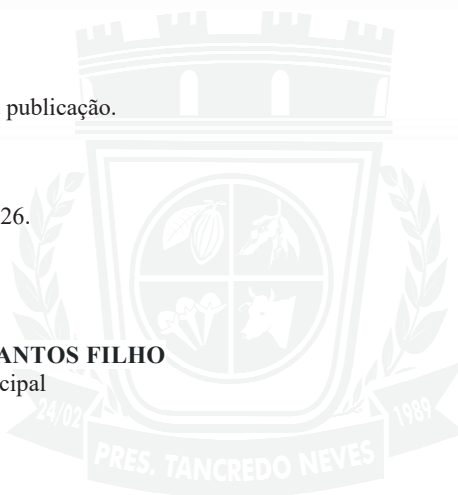 publicação.
26.
ANTOS FILHO
cipal
24/02
1989
PRES. TANCREDO NEVES